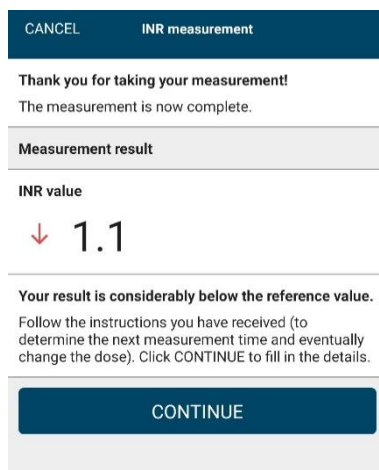 CANCEL INR measurement
Thank you for taking your measurement!
The measurement is now complete.
Measurement result
INR value
↓ 1.1
Your result is considerably below the reference value.
Follow the instructions you have received (to
determine the next measurement time and eventually
change the dose). Click CONTINUE to fill in the details.
CONTINUE